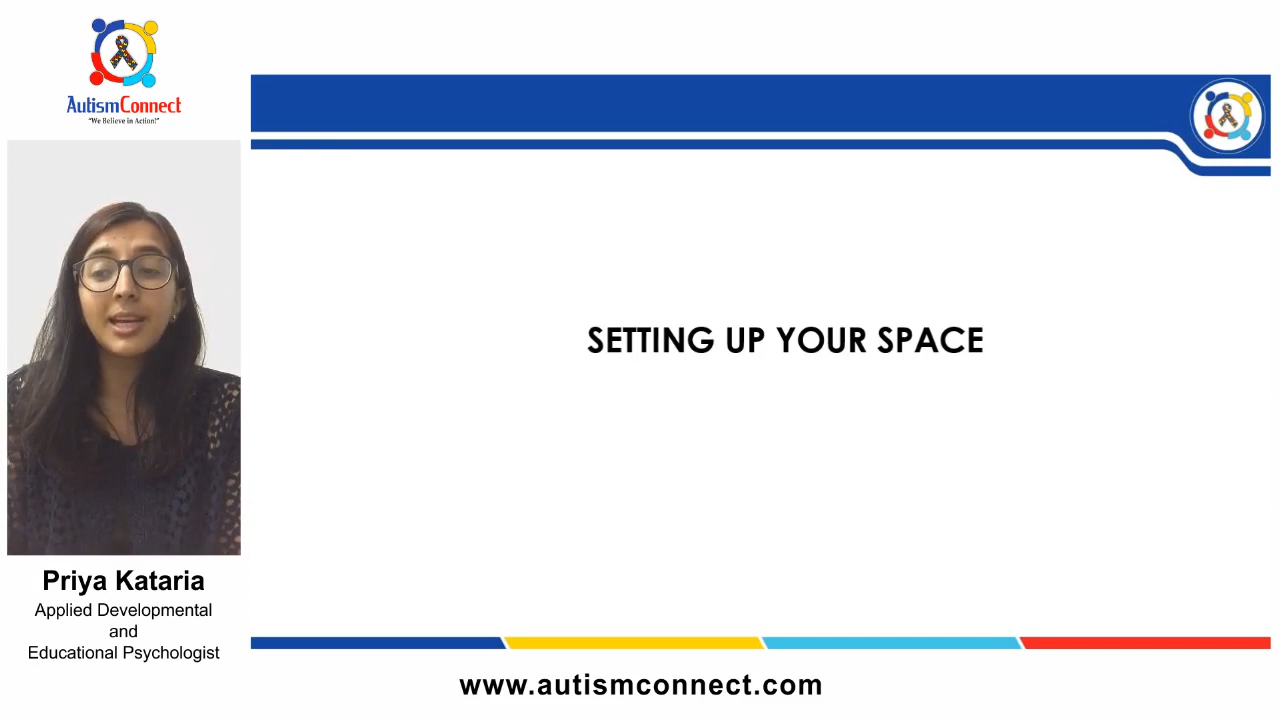 AutismConnect
"We Believe in Action!"
SETTING UP YOUR SPACE
Priya Kataria
Applied Developmental
and
Educational Psychologist
www.autismconnect.com